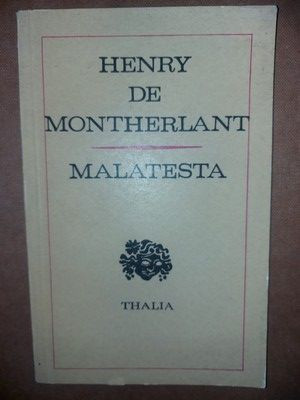 HENRY
DE
MONTHERLANT
MALATESTA
THALIA